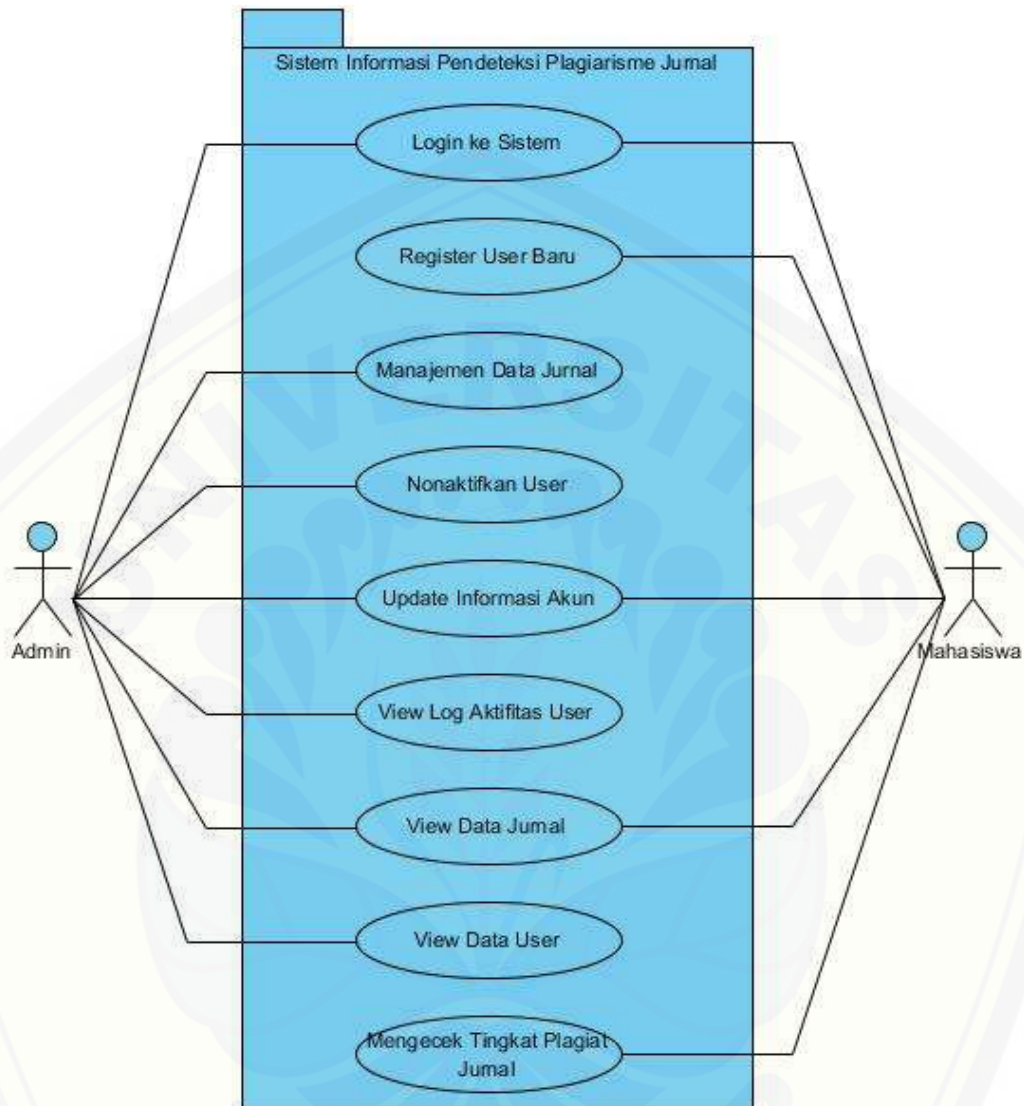 Sistem Informasi Pendeteksi Plagiarisme Jurnal
Login ke Sistem
Register User Baru
Manajemen Data Jurnal
Nonaktifkan User
Update Informasi Akun
Admin
Mahasiswa
View Log Aktifitas User
View Data Jurnal
View Data User
Mengecek Tingkat Plagiat
Jurnal
UNIVERSITAS